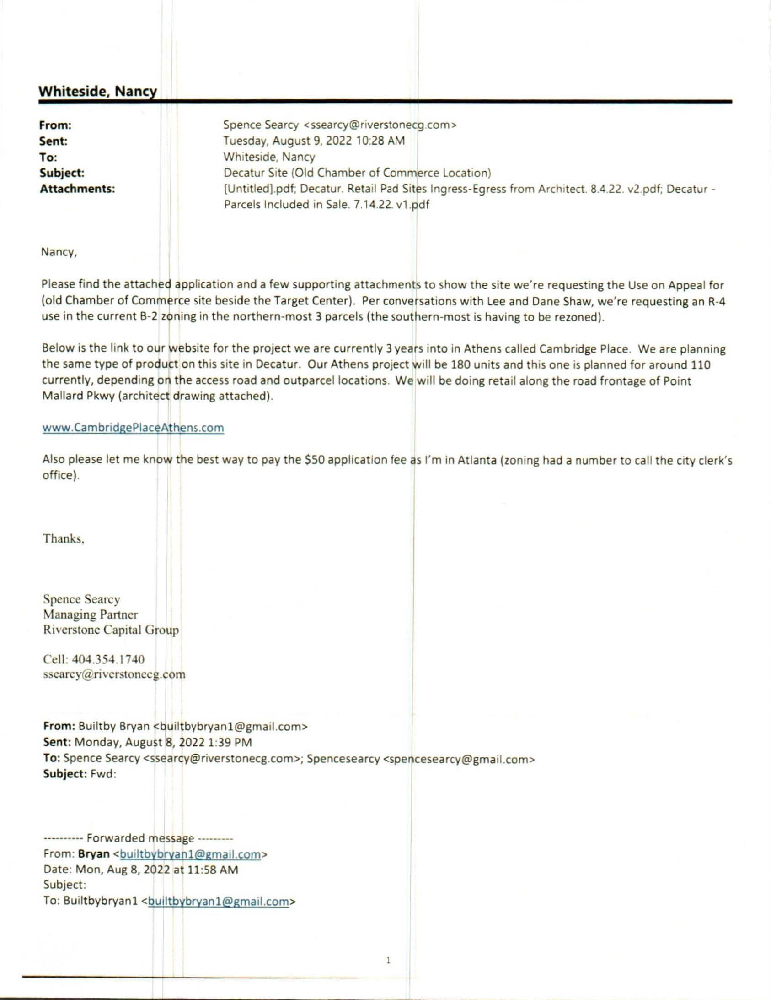 Whiteside, Nancy
From: Spence Searcy <ssearcy@riverstonecg.com>
Sent: Tuesday, August 9, 2022 10:28 AM
To: Whiteside, Nancy
Subject: Decatur Site (Old Chamber of Commerce Location)
Attachments: [Untitled].pdf; Decatur. Retail Pad Sites Ingress-Egress from Architect. 8.4.22. v2.pdf; Decatur -
Parcels Included in Sale. 7.14.22. v1.pdf
Nancy,
Please find the attached application and a few supporting attachments to show the site we're requesting the Use on Appeal for
(old Chamber of Commerce site beside the Target Center).  Per conversations with Lee and Dane Shaw, we're requesting an R-4
use in the current B-2 zoning in the northern-most 3 parcels (the southern-most is having to be rezoned).
Below is the link to our website for the project we are currently 3 years into in Athens called Cambridge Place.  We are planning
the same type of product on this site in Decatur.  Our Athens project will be 180 units and this one is planned for around 110
currently, depending on the access road and outparcel locations. We will be doing retail along the road frontage of Point
Mallard Pkwy (architect drawing attached).
www.CambridgePlaceAthens.com
Also please let me know the best way to pay the $50 application fee as I'm in Atlanta (zoning had a number to call the city clerk's
office).
Thanks,
Spence Searcy
Managing Partner
Riverstone Capital Group
Cell: 404.354.1740
ssearcy@riverstonecg.com
From: Builtby Bryan <builtbybryan1@gmail.com>
Sent: Monday, August 8, 2022 1:39 PM
To: Spence Searcy <ssearcy@riverstonecg.com>; Spencesearcy <spencesearcy@gmail.com>
Subject: Fwd:
---------- Forwarded message ---------
From: Bryan <builtbybryan1@gmail.com>
Date: Mon, Aug 8, 2022 at 11:58 AM
Subject:
To: Builtbybryan1 <builtbybryan1@gmail.com>
1